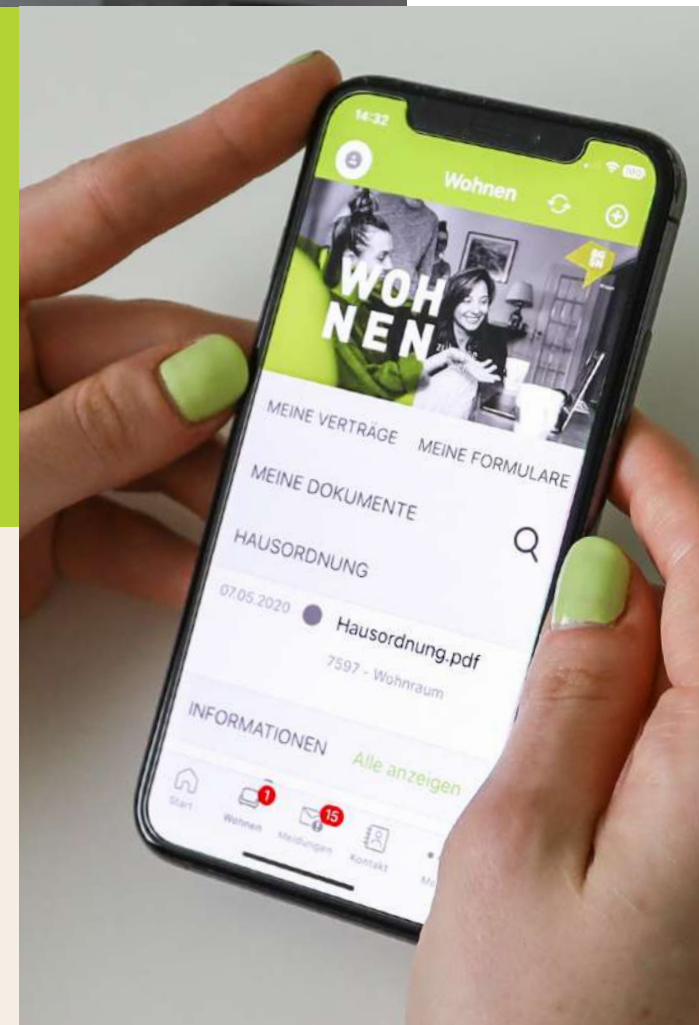 14:32
Wohnen
WOH
NEN
MEINE VERTRÄGE MEINE FORMULARE
MEINE DOKUMENTE
HAUSORDNUNG
07.05.2020 Hausordnung.pdf
7597 - Wohnraum
INFORMATIONEN Alle anzeigen
1 15
Start Wohnen Meldungen Kontakt